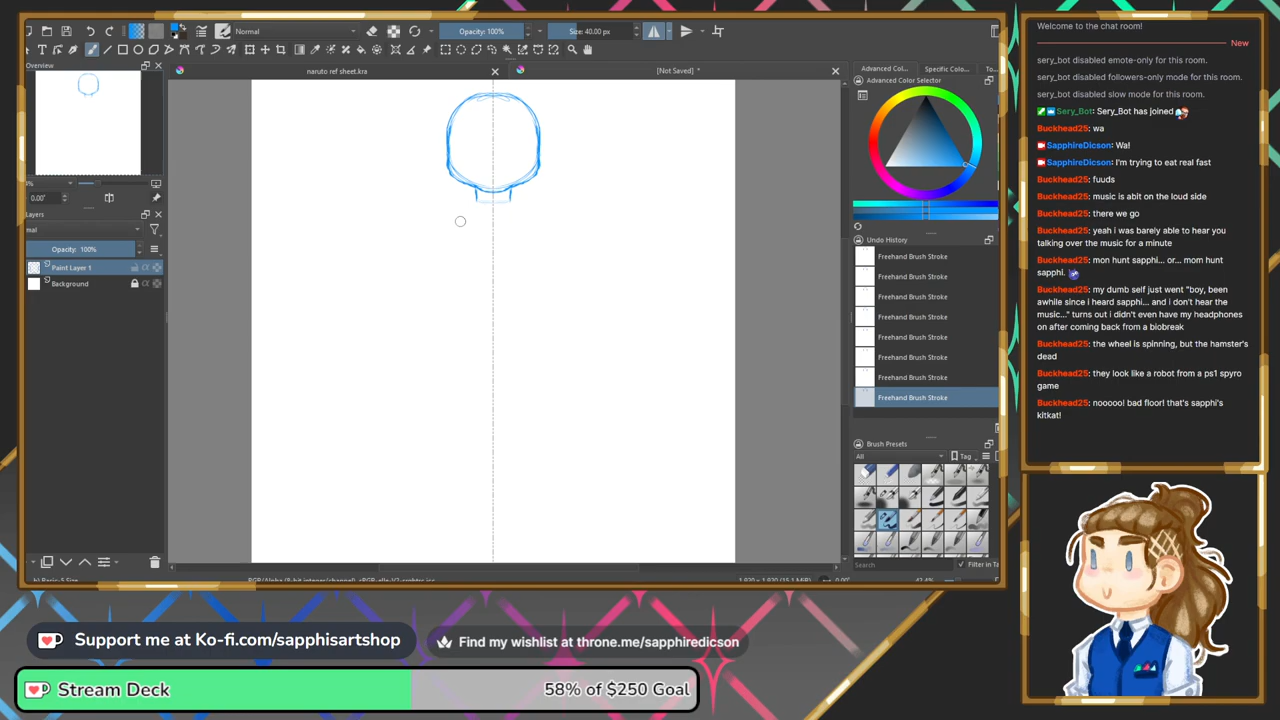 Normal
Opacity: 100%
Size: 40.00 px
Overview
naruto ref sheet.kra
[Not Saved] *
Advanced Col...
Specific Colo...
To...
Advanced Color Selector
0.00°
Layers
Opacity: 100%
Paint Layer 1
Background
Undo History
Freehand Brush Stroke
Freehand Brush Stroke
Freehand Brush Stroke
Freehand Brush Stroke
Freehand Brush Stroke
Freehand Brush Stroke
Freehand Brush Stroke
Freehand Brush Stroke
Brush Presets
All
Tag
Search
Filter in Ta
Welcome to the chat room!
New
sery_bot disabled emote-only for this room.
sery_bot disabled followers-only mode for this room.
sery_bot disabled slow mode for this room.
Sery_Bot: Sery_Bot has joined
Buckhead25: wa
SapphireDicson: Wa!
SapphireDicson: I'm trying to eat real fast
Buckhead25: fuuds
Buckhead25: music is abit on the loud side
Buckhead25: there we go
Buckhead25: yeah i was barely able to hear you
talking over the music for a minute
Buckhead25: mon hunt sapphi... or... mom hunt
sapphi.
Buckhead25: my dumb self just went "boy, been
awhile since i heard sapphi... and i don't hear the
music..." turns out i didn't even have my headphones
on after coming back from a biobreak
Buckhead25: the wheel is spinning, but the hamster's
dead
Buckhead25: they look like a robot from a ps1 spyro
game
Buckhead25: nooooo! bad floor! that's sapphi's
kitkat!
Support me at Ko-fi.com/sapphisartshop
Find my wishlist at throne.me/sapphiredicson
Stream Deck
58% of $250 Goal